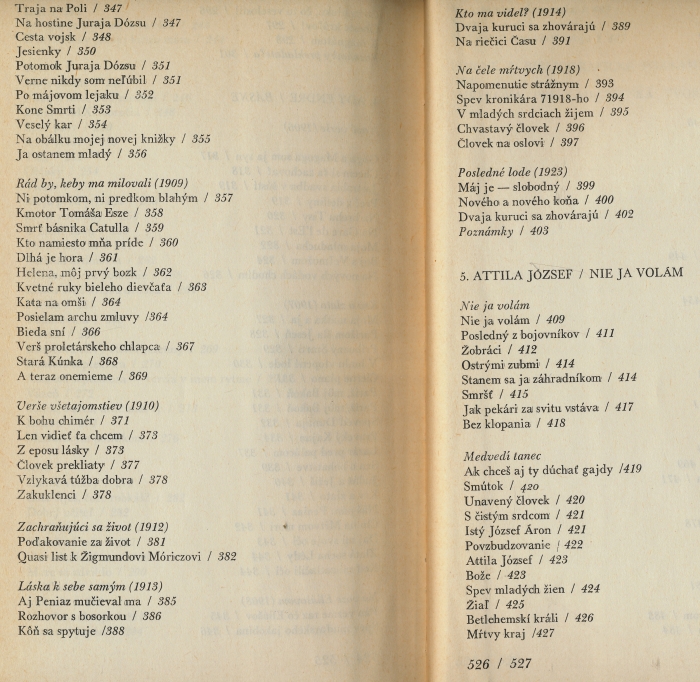 Traja na Poli / 347
Na hostine Juraja Dózsu / 347
Cesta vojsk / 348
Jesienky / 350
Potomok Juraja Dózsu / 351
Verne nikdy som neľúbil / 351
Po májovom lejaku / 352
Kone Smrti / 353
Veselý kar / 354
Na obálku mojej novej knižky / 355
Ja ostanem mladý / 356
Rád by, keby ma milovali (1909)
Ni potomkom, ni predkom blahým / 357
Kmotor Tomáša Esze / 358
Smrť básnika Catulla / 359
Kto namiesto mňa príde / 360
Dlhá je hora / 361
Helena, môj prvý bozk / 362
Kvetné ruky bieleho dievčaťa / 363
Kata na omši / 364
Posielam archu zmluvy /364
Bieda sní / 366
Verš proletárskeho chlapca / 367
Stará Kúnka / 368
A teraz onemieme / 369
Verše všetajomstiev (1910)
K bohu chimér / 371
Len vidieť ťa chcem / 373
Z eposu lásky / 373
Človek prekliaty / 377
Vzlykavá túžba dobra / 378
Zakuklenci / 378
Zachraňujúci sa život (1912)
Poďakovanie za život / 381
Quasi list k Žigmundovi Móriczovi / 382
Láska k sebe samým (1913)
Aj Peniaz mučieval ma / 385
Rozhovor s bosorkou / 386
Kôň sa spytuje /388
Kto ma videl? (1914)
Dvaja kuruci sa zhovárajú / 389
Na riečici Času / 391
Na čele mŕtvych (1918)
Napomenutie strážnym / 393
Spev kronikára 71918-ho / 394
V mladých srdciach žijem / 395
Chvastavý človek / 396
Človek na oslovi / 397
Posledné lode (1923)
Máj je — slobodný / 399
Nového a nového koňa / 400
Dvaja kuruci sa zhovárajú / 402
Poznámky / 403
5. ATTILA JÓZSEF / NIE JA VOLÁM
Nie ja volám
Nie ja volám / 409
Posledný z bojovníkov / 411
Žobráci / 412
Ostrými zubmi / 414
Stanem sa ja záhradníkom / 414
Smršť / 415
Jak pekári za svitu vstáva / 417
Bez klopania / 418
Medvedí tanec
Ak chceš aj ty dúchať gajdy /419
Smútok / 420
Unavený človek / 420
S čistým srdcom / 421
Istý József Áron / 421
Povzbudzovanie / 422
Attila József / 423
Bože / 423
Spev mladých žien / 424
Žiaľ / 425
Betlehemskí králi / 426
Mŕtvy kraj /427
526 / 527